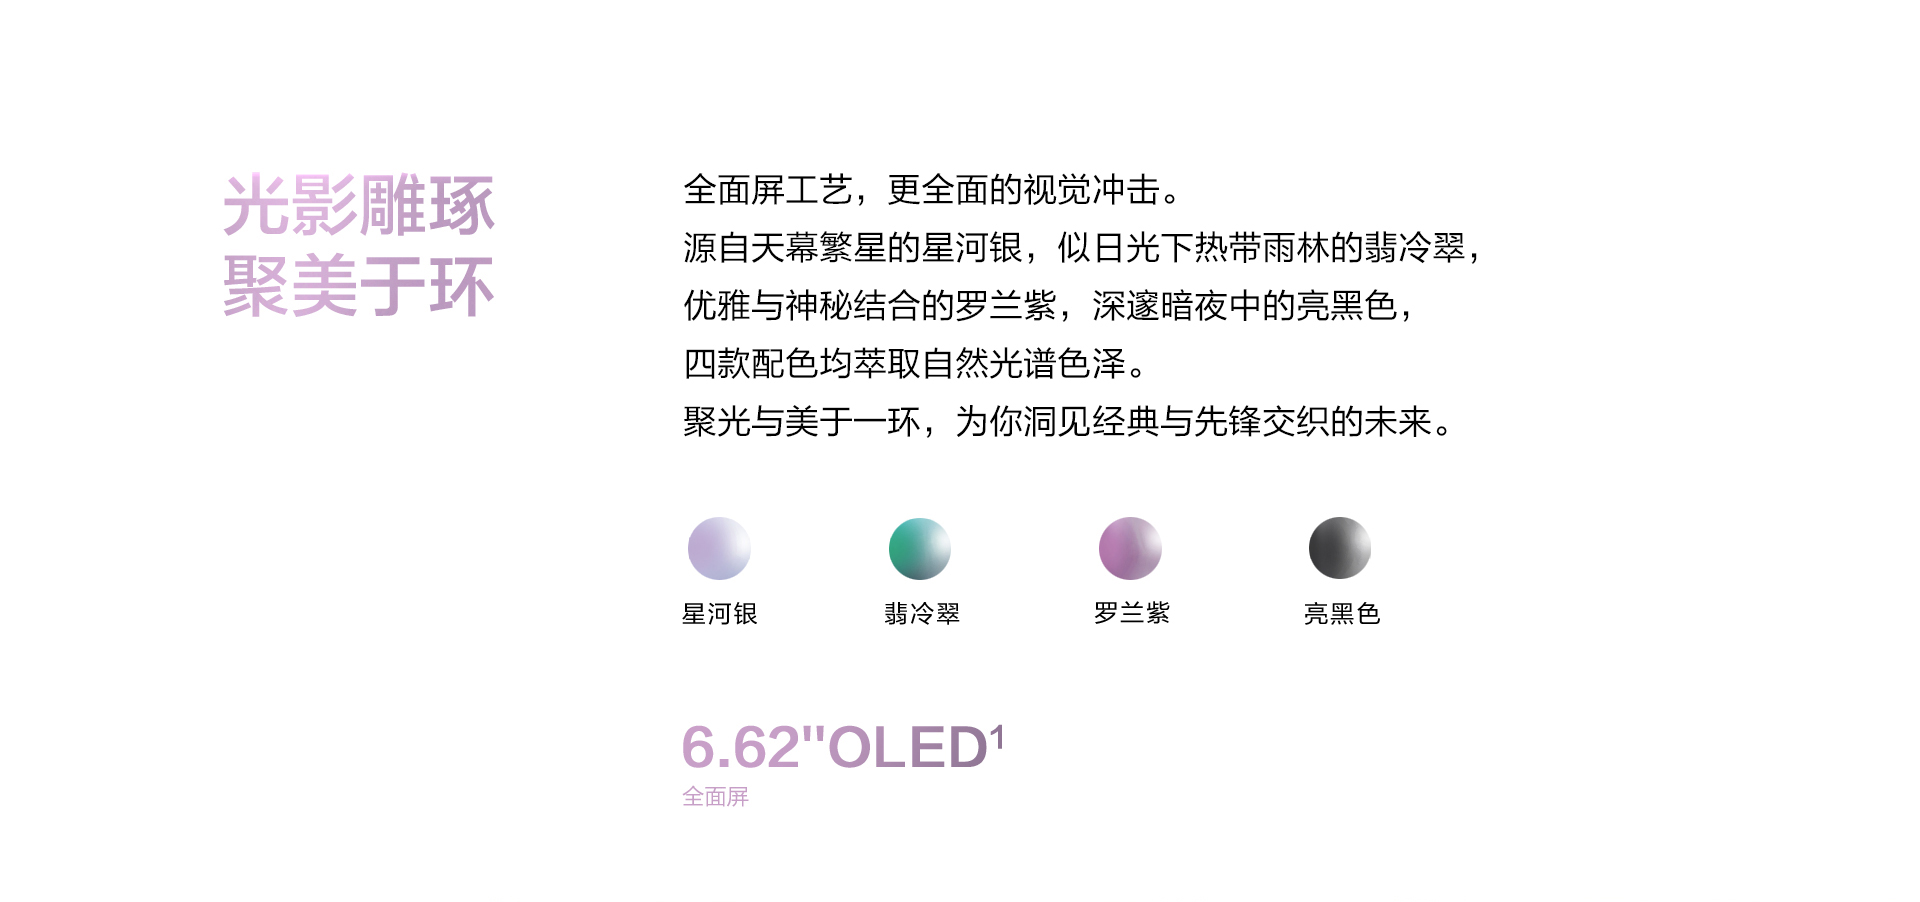 光影雕琢
聚美于环
全面屏工艺，更全面的视觉冲击。
源自天幕繁星的星河银，似日光下热带雨林的翡冷翠，
优雅与神秘结合的罗兰紫，深邃暗夜中的亮黑色，
四款配色均萃取自然光谱色泽。
聚光与美于一环，为你洞见经典与先锋交织的未来。
星河银
翡冷翠
罗兰紫
亮黑色
6.62"OLED¹
全面屏